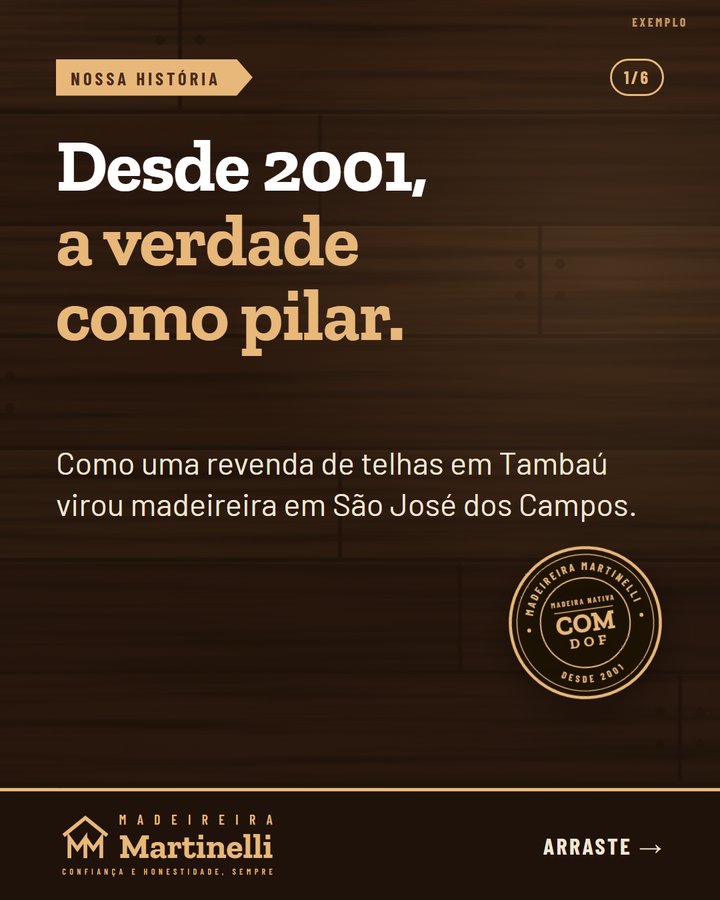 EXEMPLO
NOSSA HISTÓRIA
1/6
Desde 2001,
a verdade
como pilar.
Como uma revenda de telhas em Tambaú
virou madeireira em São José dos Campos.
MADEIREIRA MARTINELLI
MADEIRA NATIVA
COM
DOF
DESDE 2001
MADEIREIRA
Martinelli
CONFIANÇA E HONESTIDADE, SEMPRE
ARRASTE →